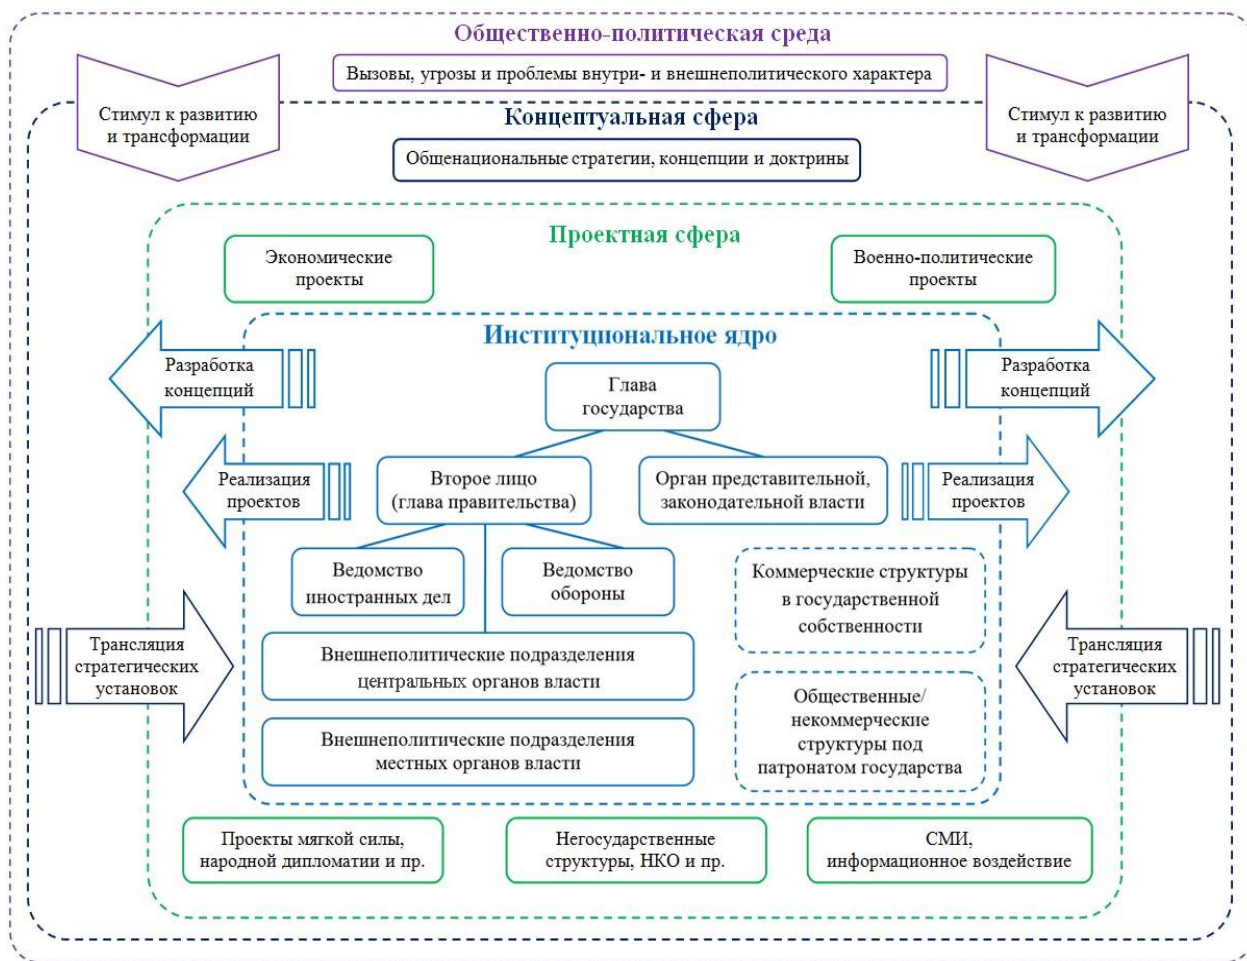 Общественно-политическая среда
Вызовы, угрозы и проблемы внутри- и внешнеполитического характера
Стимул к развитию
и трансформации
Стимул к развитию
и трансформации
Концептуальная сфера
Общенациональные стратегии, концепции и доктрины
Проектная сфера
Экономические
проекты
Военно-политические
проекты
Институциональное ядро
Разработка
концепций
Глава
государства
Разработка
концепций
Реализация
проектов
Второе лицо
(глава правительства)
Орган представительной,
законодательной власти
Реализация
проектов
Ведомство
иностранных дел
Ведомство
обороны
Коммерческие структуры
в государственной
собственности
Трансляция
стратегических
установок
Внешнеполитические подразделения
центральных органов власти
Трансляция
стратегических
установок
Внешнеполитические подразделения
местных органов власти
Общественные/
некоммерческие
структуры под
патронатом государства
Проекты мягкой силы,
народной дипломатии и пр.
Негосударственные
структуры, НКО и пр.
СМИ,
информационное воздействие